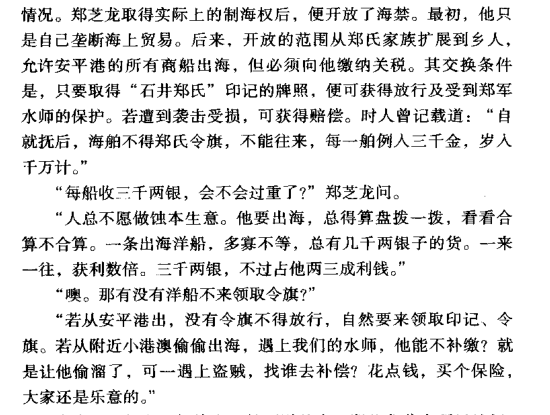 情况。郑芝龙取得实际上的制海权后，便开放了海禁。最初，他只
是自己垄断海上贸易。后来，开放的范围从郑氏家族扩展到乡人，
允许安平港的所有商船出海，但必须向他缴纳关税。其交换条件
是，只要取得“石井郑氏”印记的牌照，便可获得放行及受到郑军
水师的保护。若遭到袭击受损，可获得赔偿。时人曾记载道：“自
就抚后，海舶不得郑氏令旗，不能往来，每一舶例入三千金，岁入
千万计。”
“每船收三千两银，会不会过重了？”郑芝龙问。
“人总不愿做蚀本生意。他要出海，总得算盘拨一拨，看看合
算不合算。一条出海洋船，多寡不等，总有几千两银子的货。一来
一往，获利数倍。三千两银，不过占他两三成利钱。”
“噢。那有没有洋船不来领取令旗？”
“若从安平港出，没有令旗不得放行，自然要来领取印记、令
旗。若从附近小港澳偷偷出海，遇上我们的水师，他能不补缴？就
是让他偷溜了，可一遇上盗贼，找谁去补偿？花点钱，买个保险，
大家还是乐意的。”